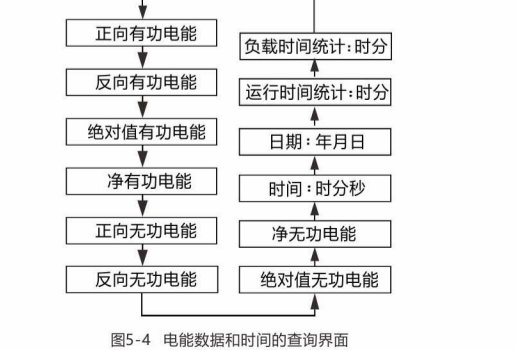 正向有功电能
反向有功电能
绝对值有功电能
净有功电能
正向无功电能
反向无功电能
绝对值无功电能
净无功电能
时间：时分秒
日期：年月日
运行时间统计：时分
负载时间统计：时分
图5-4 电能数据和时间的查询界面